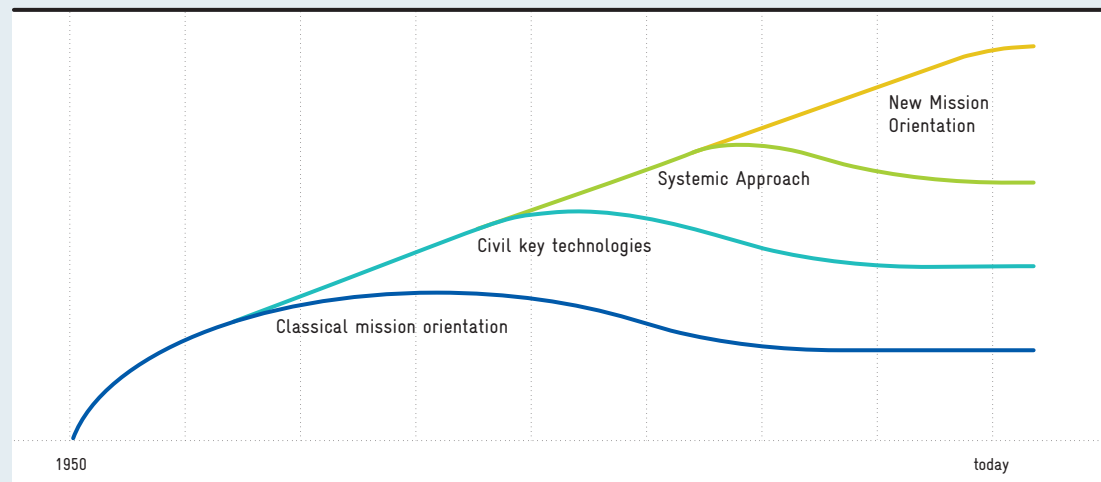 New Mission
Orientation
Systemic Approach
Civil key technologies
Classical mission orientation
1950
today